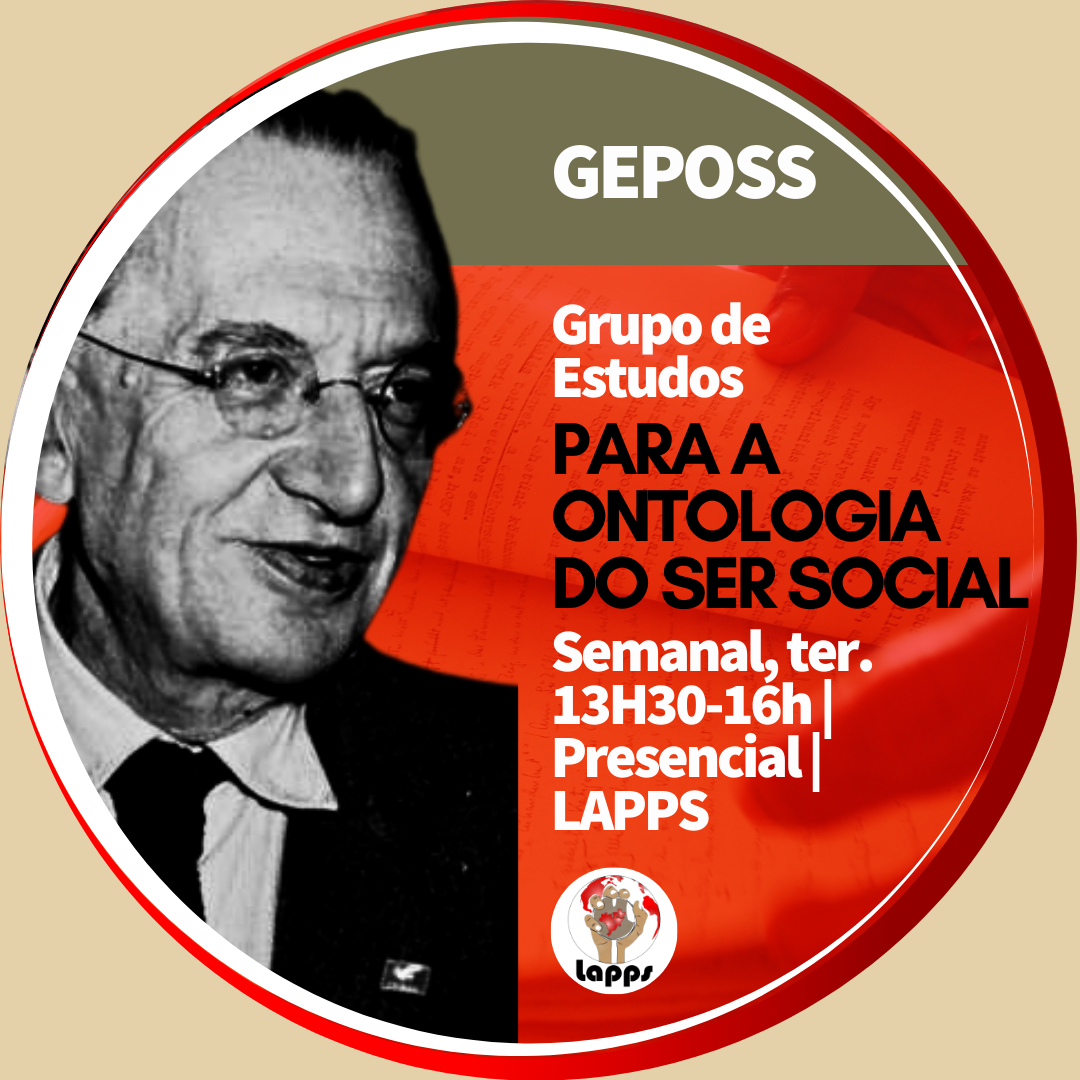 GEPOSS
Grupo de
Estudos
PARA A
ONTOLOGIA
DO SER SOCIAL
Semanal, ter.
13H30-16h |
Presencial |
LAPPS
Lapps